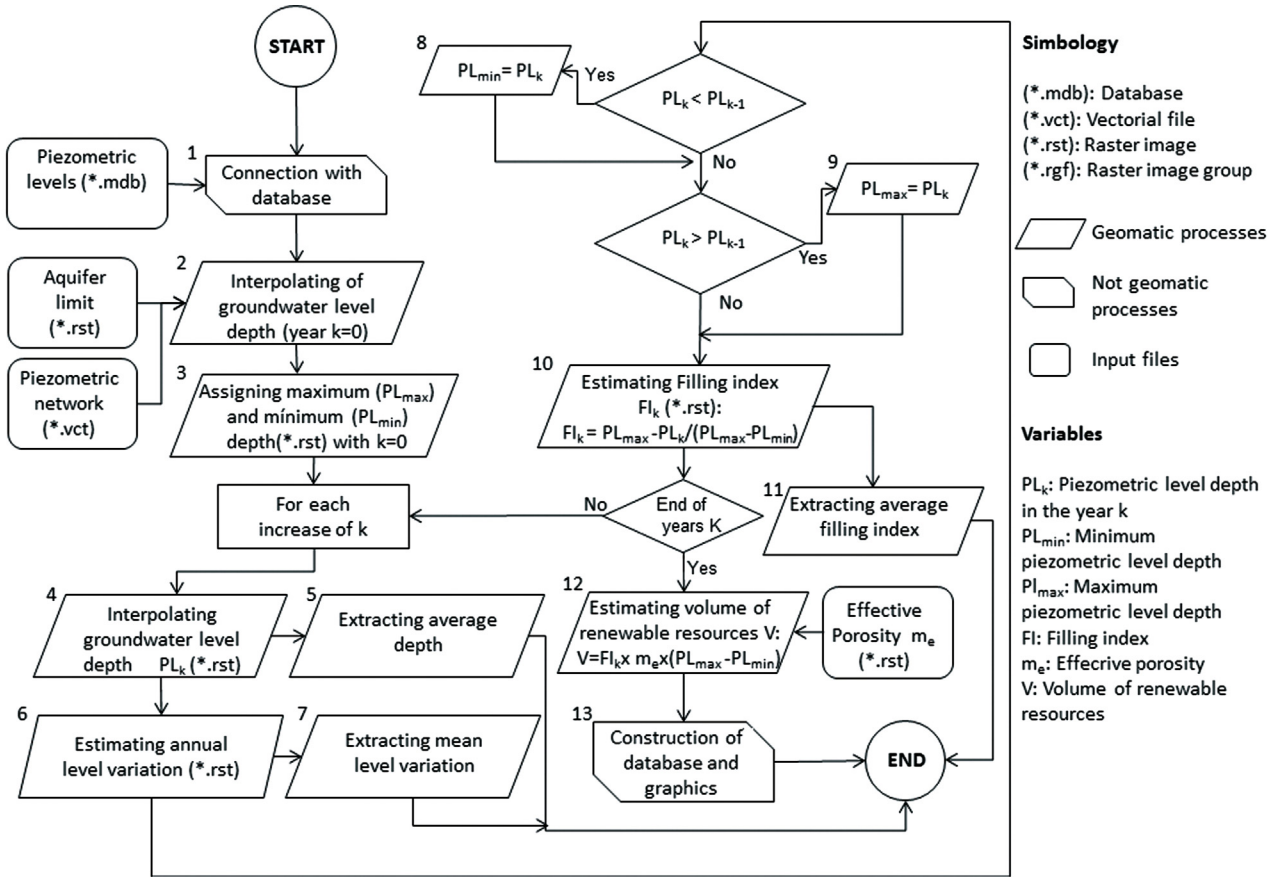 START
Piezometric
levels (*.mdb)
1
Connection with
database
Aquifer
limit
(*.rst)
2
Interpolating of
groundwater level
depth (year k=0)
Piezometric
network
(*.vct)
3
Assigning maximum (PLmax)
and mínimum (PLmin)
depth(*.rst) with k=0
For each
increase of k
4
Interpolating
groundwater level
depth PLk (*.rst)
5
Extracting average
depth
6
Estimating annual
level variation (*.rst)
7
Extracting mean
level variation
8
PLmin= PLk
Yes
PLk < PLk-1
No
9
PLmax= PLk
PLk > PLk-1
Yes
No
10
Estimating Filling index
FIk (*.rst):
FIk = PLmax -PLk/(PLmax-PLmin)
11
Extracting average
filling index
No
End of
years K
Yes
12
Estimating volume of
renewable resources V:
V=FIkx mex(PLmax-PLmin)
Effective
Porosity me
(*.rst)
13
Construction of
database and
graphics
END
Simbology
(*.mdb): Database
(*.vct): Vectorial file
(*.rst): Raster image
(*.rgf): Raster image group
Geomatic processes
Not geomatic
processes
Input files
Variables
PLk: Piezometric level depth
in the year k
PLmin: Minimum
piezometric level depth
Plmax: Maximum
piezometric level depth
FI: Filling index
me: Effecrive porosity
V: Volume of renewable
resources